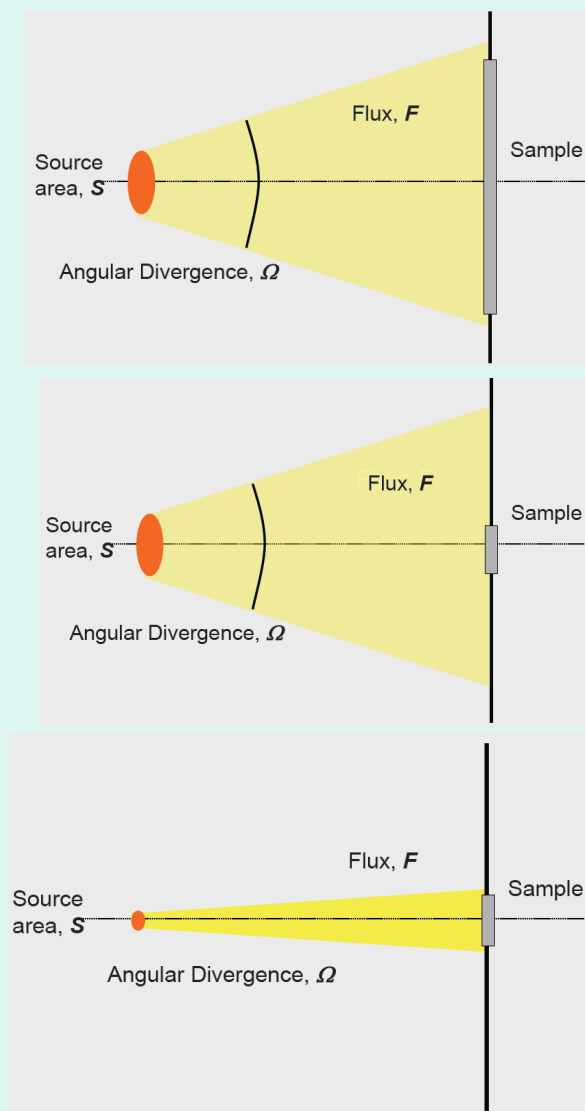 Flux, F
Sample
Source
area, S
Angular Divergence, Ω
Flux, F
Sample
Source
area, S
Angular Divergence, Ω
Flux, F
Sample
Source
area, S
Angular Divergence, Ω